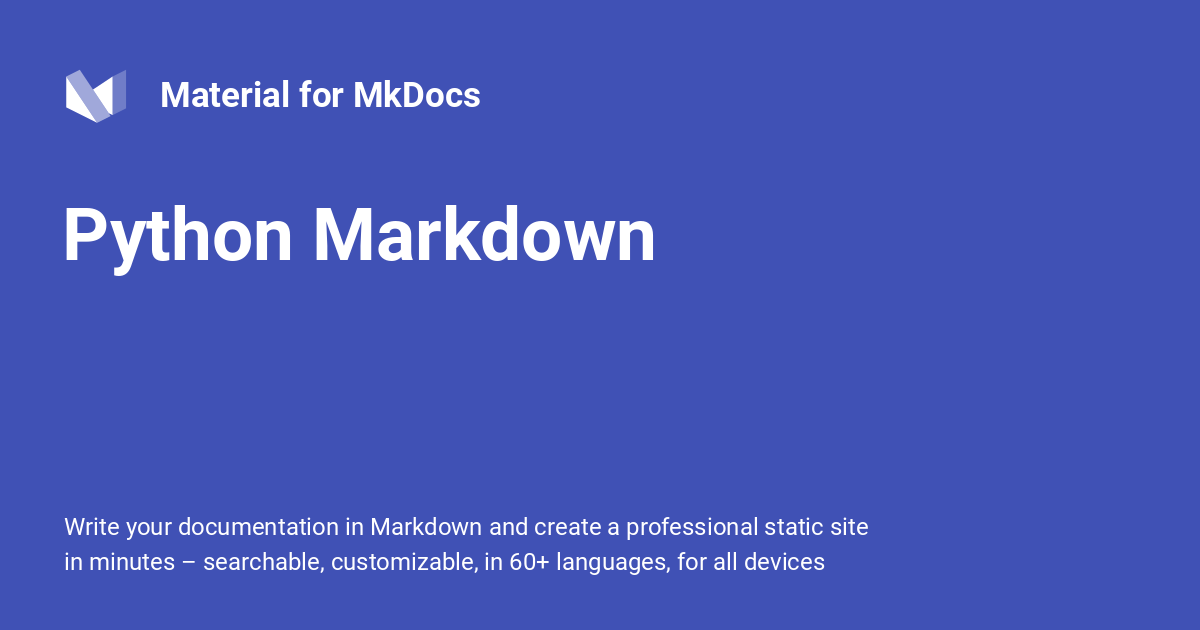 Material for MkDocs
Python Markdown
Write your documentation in Markdown and create a professional static site
in minutes – searchable, customizable, in 60+ languages, for all devices